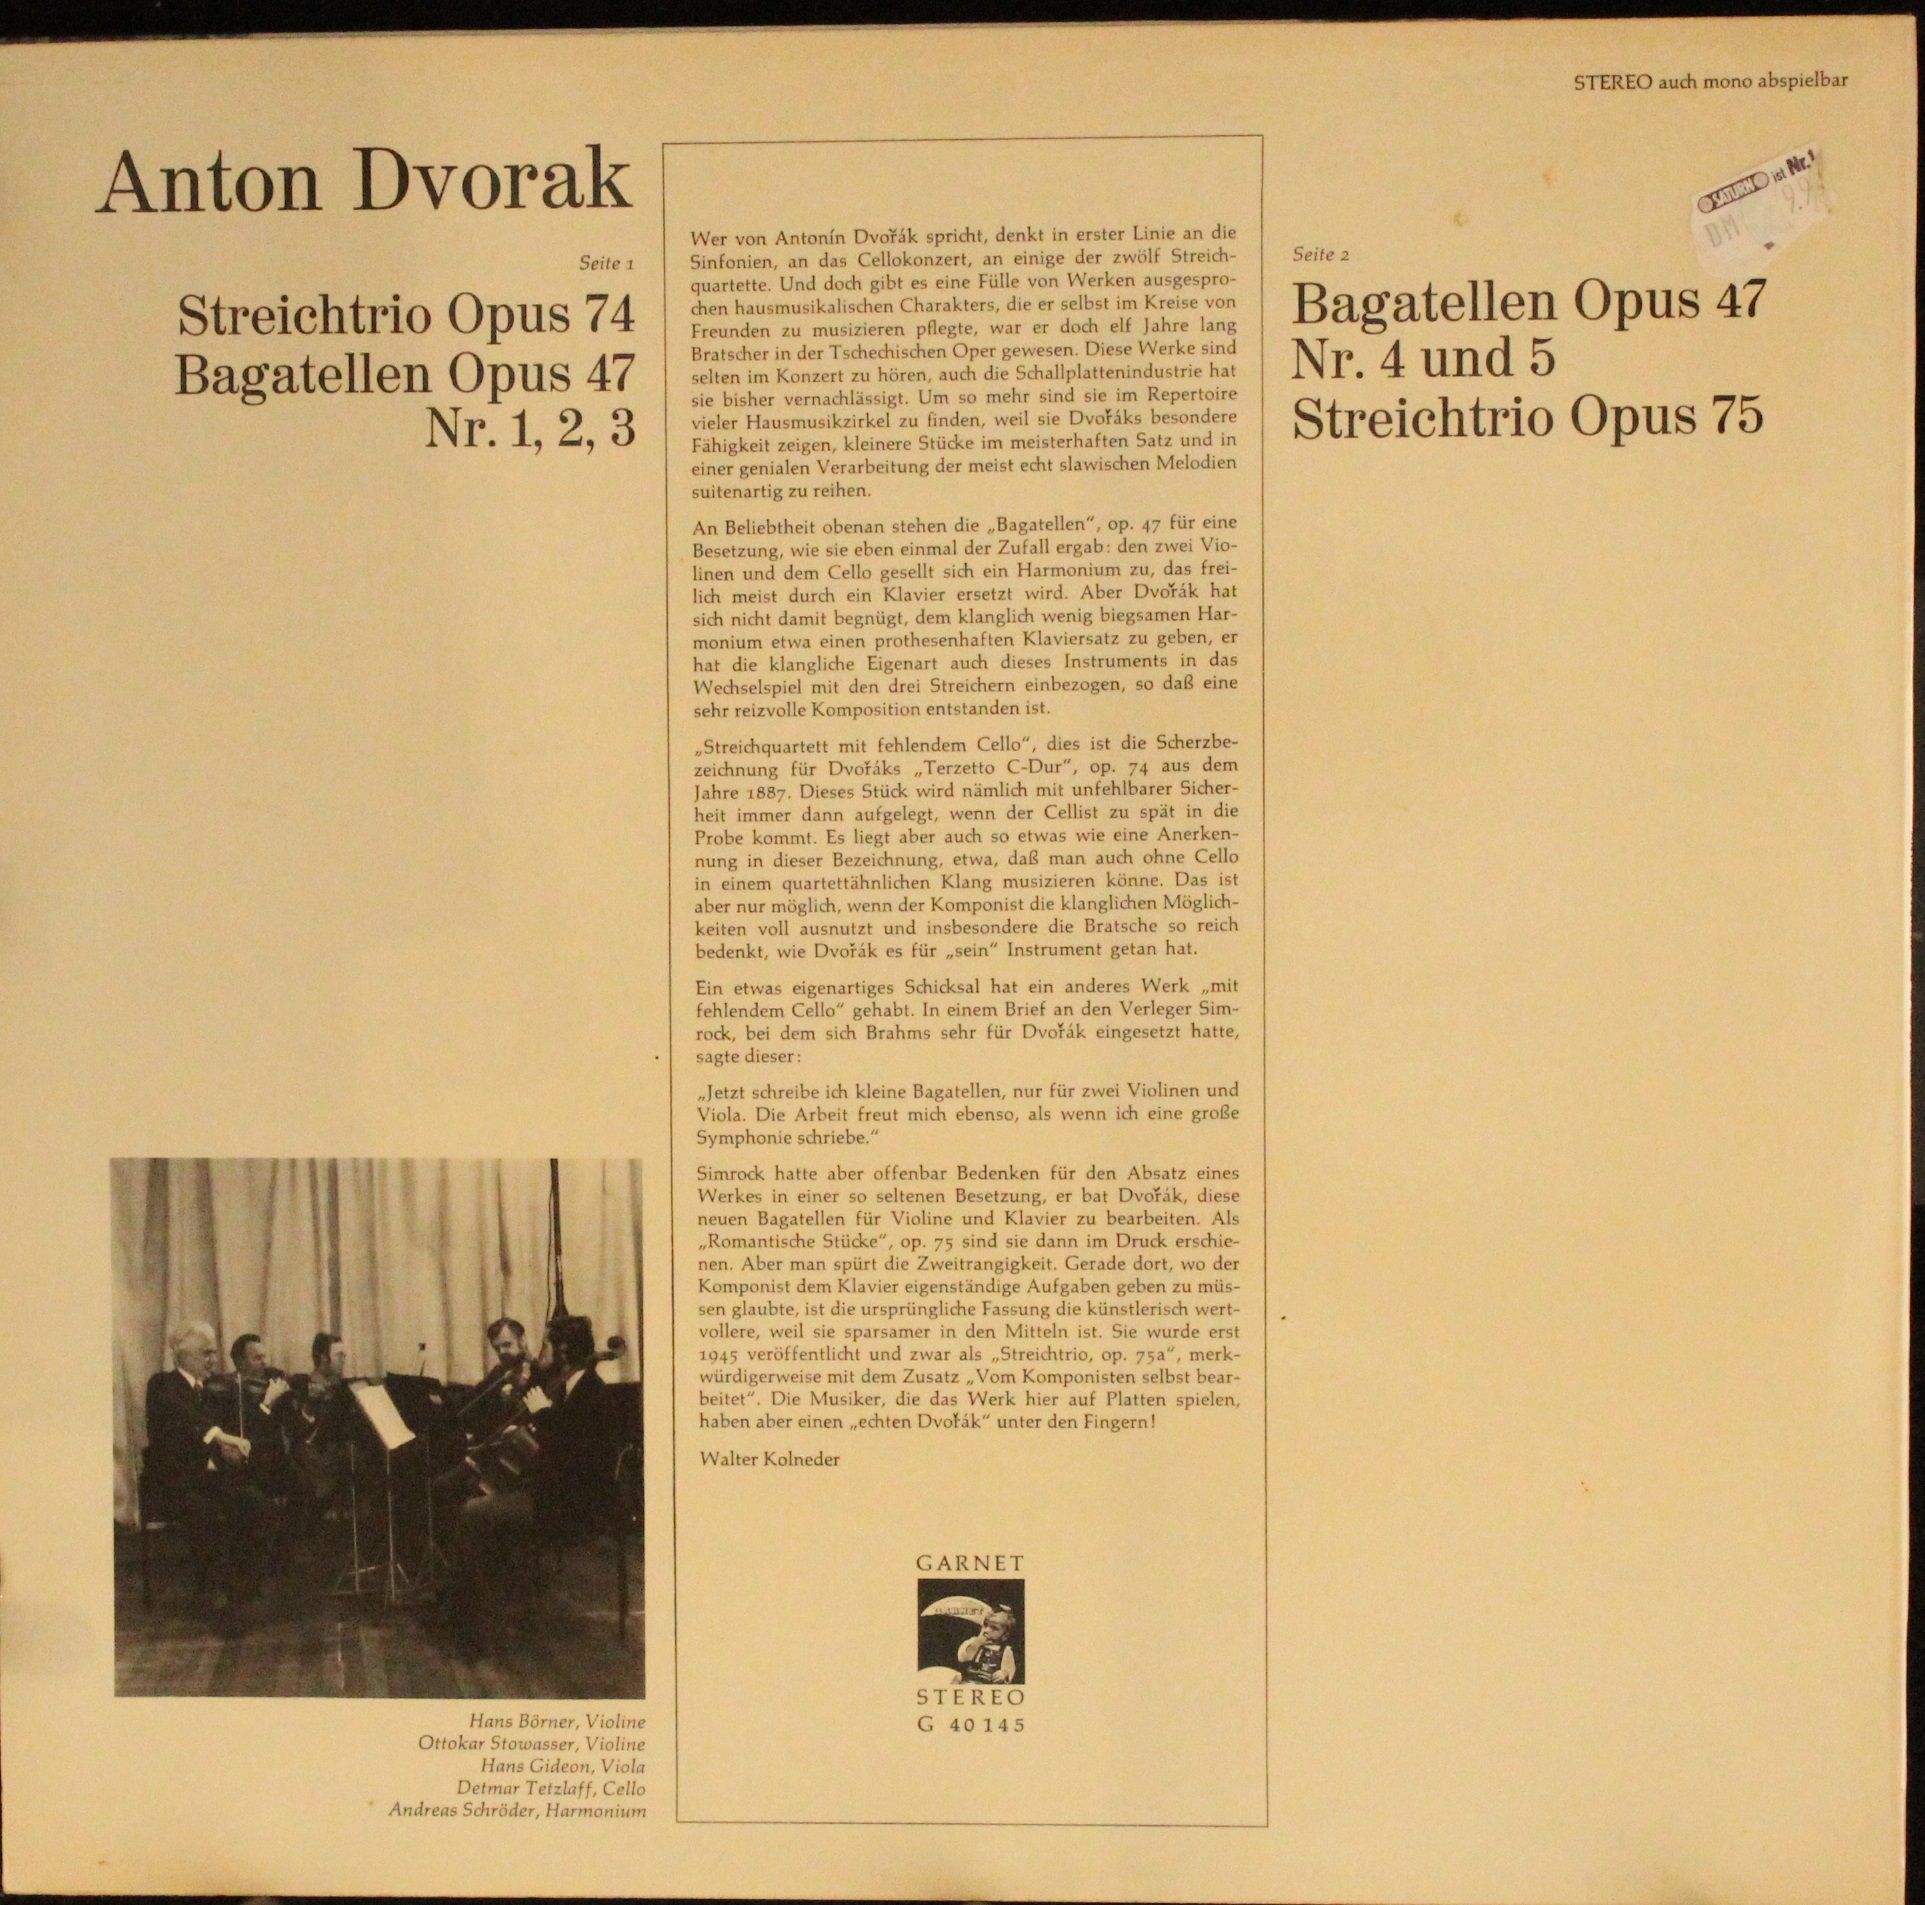 STEREO auch mono abspielbar
Anton Dvorak
Seite 1
Streichtrio Opus 74
Bagatellen Opus 47
Nr. 1, 2, 3
Wer von Antonín Dvořák spricht, denkt in erster Linie an die
Sinfonien, an das Cellokonzert, an einige der zwölf Streich-
quartette. Und doch gibt es eine Fülle von Werken ausgespro-
chen hausmusikalischen Charakters, die er selbst im Kreise von
Freunden zu musizieren pflegte, war er doch elf Jahre lang
Bratscher in der Tschechischen Oper gewesen. Diese Werke sind
selten im Konzert zu hören, auch die Schallplattenindustrie hat
sie bisher vernachlässigt. Um so mehr sind sie im Repertoire
vieler Hausmusikzirkel zu finden, weil sie Dvořáks besondere
Fähigkeit zeigen, kleinere Stücke im meisterhaften Satz und in
einer genialen Verarbeitung der meist echt slawischen Melodien
suitenartig zu reihen.
An Beliebtheit obenan stehen die „Bagatellen“, op. 47 für eine
Besetzung, wie sie eben einmal der Zufall ergab: den zwei Vio-
linen und dem Cello gesellt sich ein Harmonium zu, das frei-
lich meist durch ein Klavier ersetzt wird. Aber Dvořák hat
sich nicht damit begnügt, dem klanglich wenig biegsamen Har-
monium etwa einen prothesenhaften Klaviersatz zu geben, er
hat die klangliche Eigenart auch dieses Instruments in das
Wechselspiel mit den drei Streichern einbezogen, so daß eine
sehr reizvolle Komposition entstanden ist.
„Streichquartett mit fehlendem Cello“, dies ist die Scherzbe-
zeichnung für Dvořáks „Terzetto C-Dur“, op. 74 aus dem
Jahre 1887. Dieses Stück wird nämlich mit unfehlbarer Sicher-
heit immer dann aufgelegt, wenn der Cellist zu spät in die
Probe kommt. Es liegt aber auch so etwas wie eine Anerken-
nung in dieser Bezeichnung, etwa, daß man auch ohne Cello
in einem quartettähnlichen Klang musizieren könne. Das ist
aber nur möglich, wenn der Komponist die klanglichen Möglich-
keiten voll ausnutzt und insbesondere die Bratsche so reich
bedenkt, wie Dvořák es für „sein“ Instrument getan hat.
Ein etwas eigenartiges Schicksal hat ein anderes Werk „mit
fehlendem Cello“ gehabt. In einem Brief an den Verleger Sim-
rock, bei dem sich Brahms sehr für Dvořák eingesetzt hatte,
sagte dieser:
„Jetzt schreibe ich kleine Bagatellen, nur für zwei Violinen und
Viola. Die Arbeit freut mich ebenso, als wenn ich eine große
Symphonie schriebe.“
Simrock hatte aber offenbar Bedenken für den Absatz eines
Werkes in einer so seltenen Besetzung, er bat Dvořák, diese
neuen Bagatellen für Violine und Klavier zu bearbeiten. Als
„Romantische Stücke“, op. 75 sind sie dann im Druck erschie-
nen. Aber man spürt die Zweitrangigkeit. Gerade dort, wo der
Komponist dem Klavier eigenständige Aufgaben geben zu müs-
sen glaubte, ist die ursprüngliche Fassung die künstlerisch wert-
vollere, weil sie sparsamer in den Mitteln ist. Sie wurde erst
1945 veröffentlicht und zwar als „Streichtrio, op. 75a“, merk-
würdigerweise mit dem Zusatz „Vom Komponisten selbst bear-
beitet“. Die Musiker, die das Werk hier auf Platten spielen,
haben aber einen „echten Dvořák“ unter den Fingern!
Walter Kolneder
GARNET
GARNET
STEREO
G 40 145
SATURN ist Nr.1
DM
Seite 2
Bagatellen Opus 47
Nr. 4 und 5
Streichtrio Opus 75
Hans Börner, Violine
Ottokar Stowasser, Violine
Hans Gideon, Viola
Detmar Tetzlaff, Cello
Andreas Schröder, Harmonium